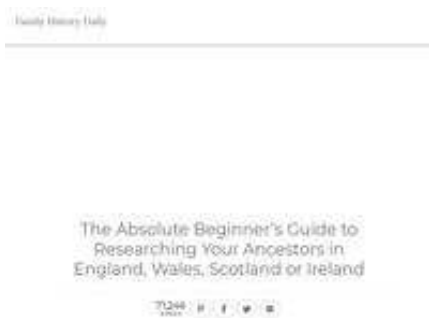 Family History Daily
The Absolute Beginner's Guide to
Researching Your Ancestors in
England, Wales, Scotland or Ireland